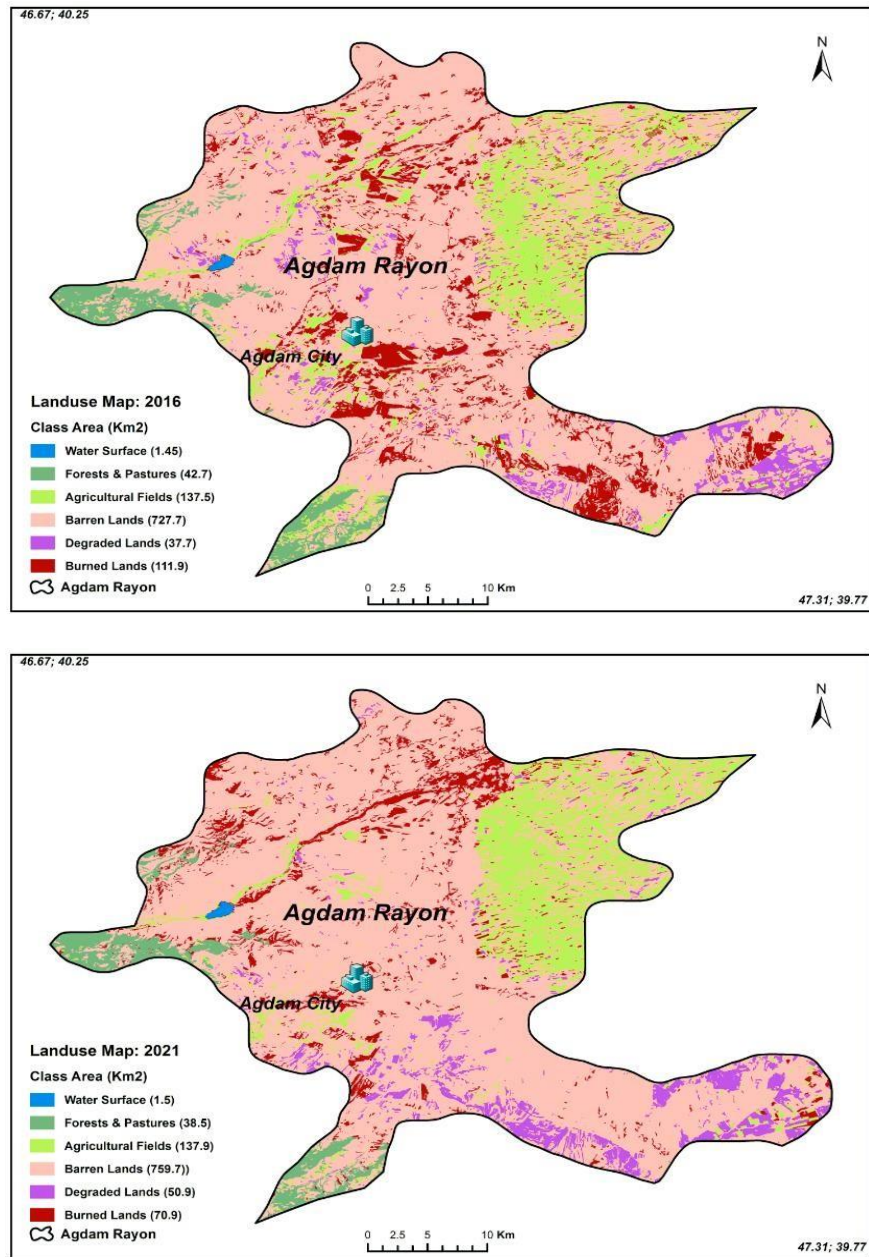 46.67; 40.25
N
Agdam Rayon
Agdam City
Landuse Map: 2016
Class Area (Km2)
Water Surface (1.45)
Forests & Pastures (42.7)
Agricultural Fields (137.5)
Barren Lands (727.7)
Degraded Lands (37.7)
Burned Lands (111.9)
Agdam Rayon
0 2.5 5 10 Km
47.31; 39.77
46.67; 40.25
N
Agdam Rayon
Agdam City
Landuse Map: 2021
Class Area (Km2)
Water Surface (1.5)
Forests & Pastures (38.5)
Agricultural Fields (137.9)
Barren Lands (759.7))
Degraded Lands (50.9)
Burned Lands (70.9)
Agdam Rayon
0 2.5 5 10 Km
47.31; 39.77